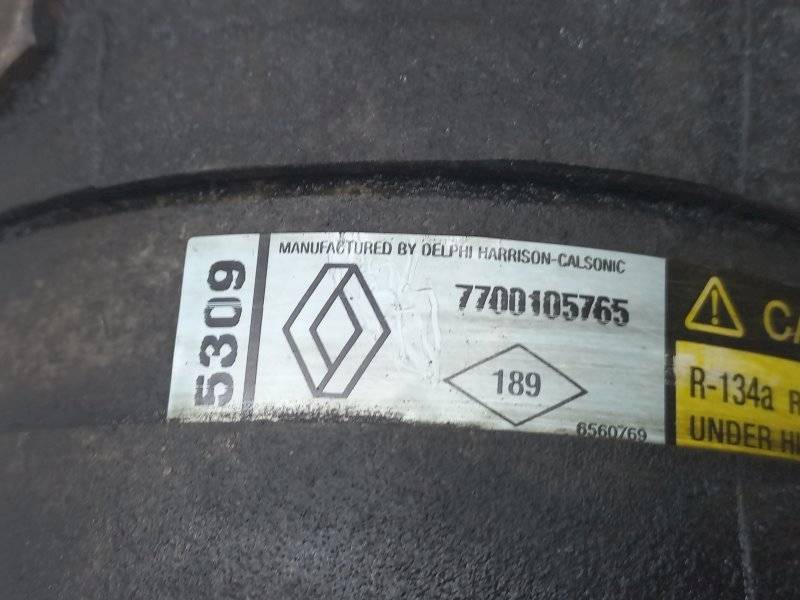 5309
MANUFACTURED BY DELPHI HARRISON-CALSONIC
7700105765
189
6560769
R-134a
UNDER